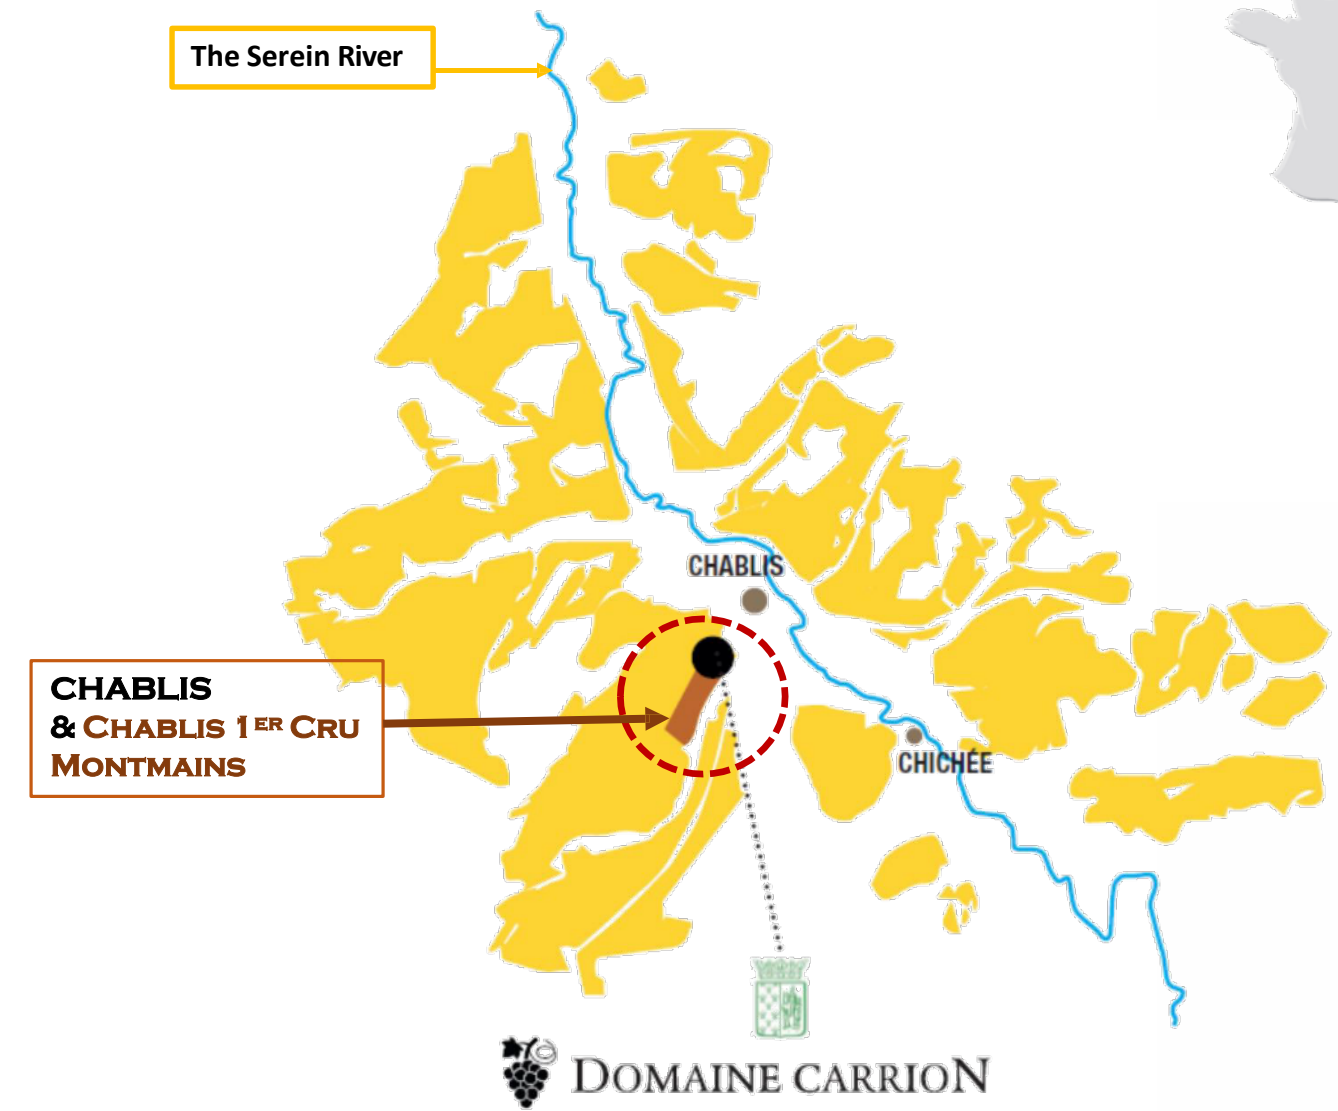 The Serein River
CHABLIS
CHABLIS
& CHABLIS 1ER CRU
MONTMAINS
CHICHÉE
DOMAINE CARRION